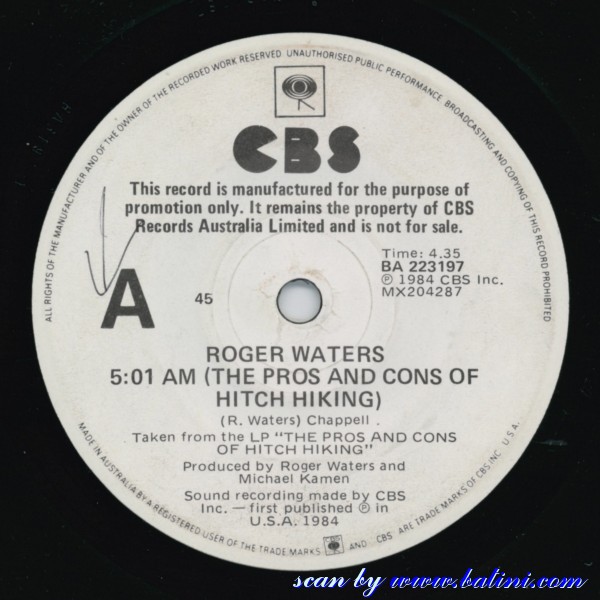 ALL RIGHTS OF THE MANUFACTURER AND OF THE OWNER OF THE RECORDED WORK RESERVED. UNAUTHORISED PUBLIC PERFORMANCE, BROADCASTING AND COPYING OF THIS RECORD PROHIBITED
CBS
This record is manufactured for the purpose of
promotion only. It remains the property of CBS
Records Australia Limited and is not for sale.
Time: 4.35
BA 223197
℗ 1984 CBS Inc.
MX204287
A
45
ROGER WATERS
5:01 AM (THE PROS AND CONS OF
HITCH HIKING)
(R. Waters) Chappell .
Taken from the LP "THE PROS AND CONS
OF HITCH HIKING"
Produced by Roger Waters and
Michael Kamen
Sound recording made by CBS
Inc. — first published ℗ in
U.S.A. 1984
MADE IN AUSTRALIA BY A REGISTERED USER OF THE TRADE MARKS AND CBS ARE TRADE MARKS OF CBS INC. U.S.A.
scan by www.batini.com